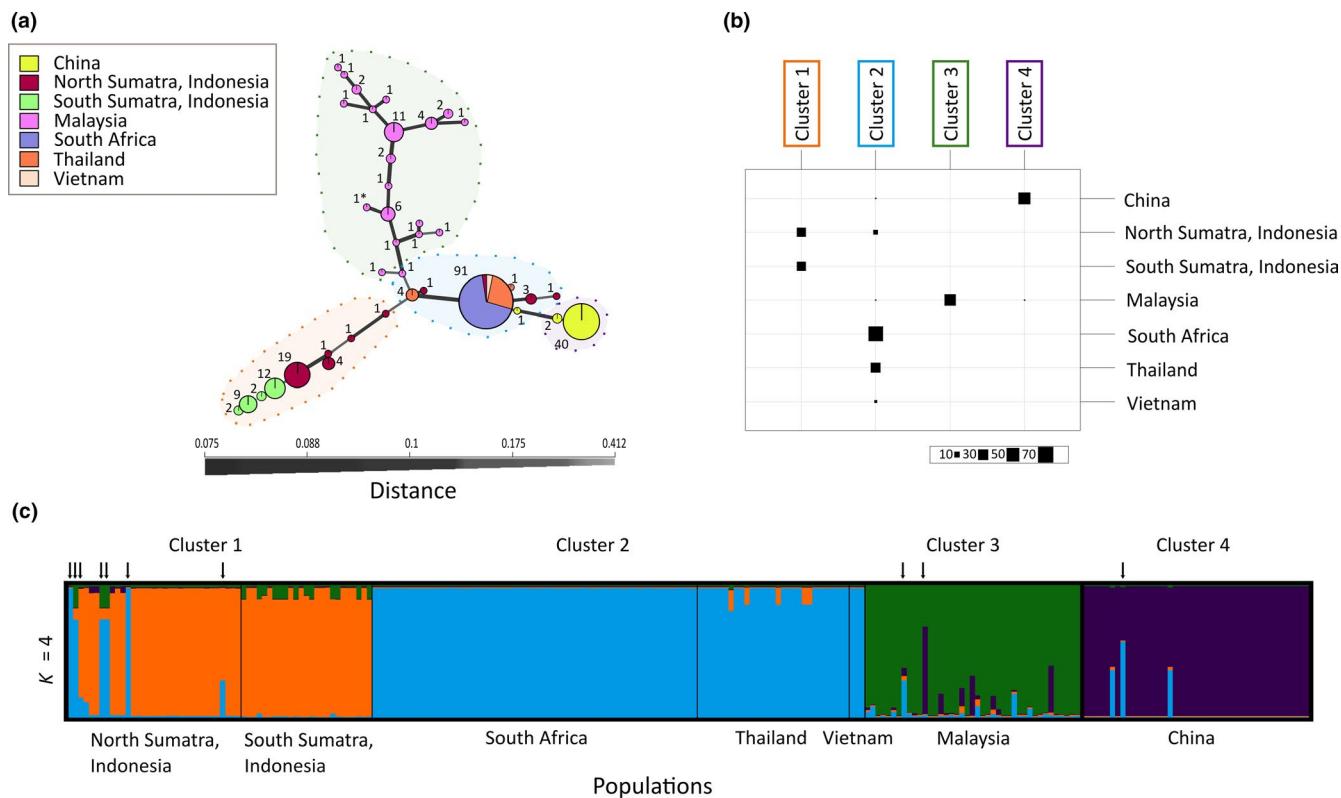 (a)
China
North Sumatra, Indonesia
South Sumatra, Indonesia
Malaysia
South Africa
Thailand
Vietnam
1
1
2
1
1
1
11
4
2
1
2
1
1*
6
1
1
1
1
1
1
4
1
91
1
3
1
1
2
40
1
1
1
4
19
12
2
9
2
0.075 0.088 0.1 0.175 0.412
Distance
(b)
Cluster 1
Cluster 2
Cluster 3
Cluster 4
China
North Sumatra, Indonesia
South Sumatra, Indonesia
Malaysia
South Africa
Thailand
Vietnam
10 30 50 70
(c)
Cluster 1 Cluster 2 Cluster 3 Cluster 4
K = 4
North Sumatra,
Indonesia
South Sumatra,
Indonesia
South Africa
Thailand
Vietnam
Malaysia
China
Populations